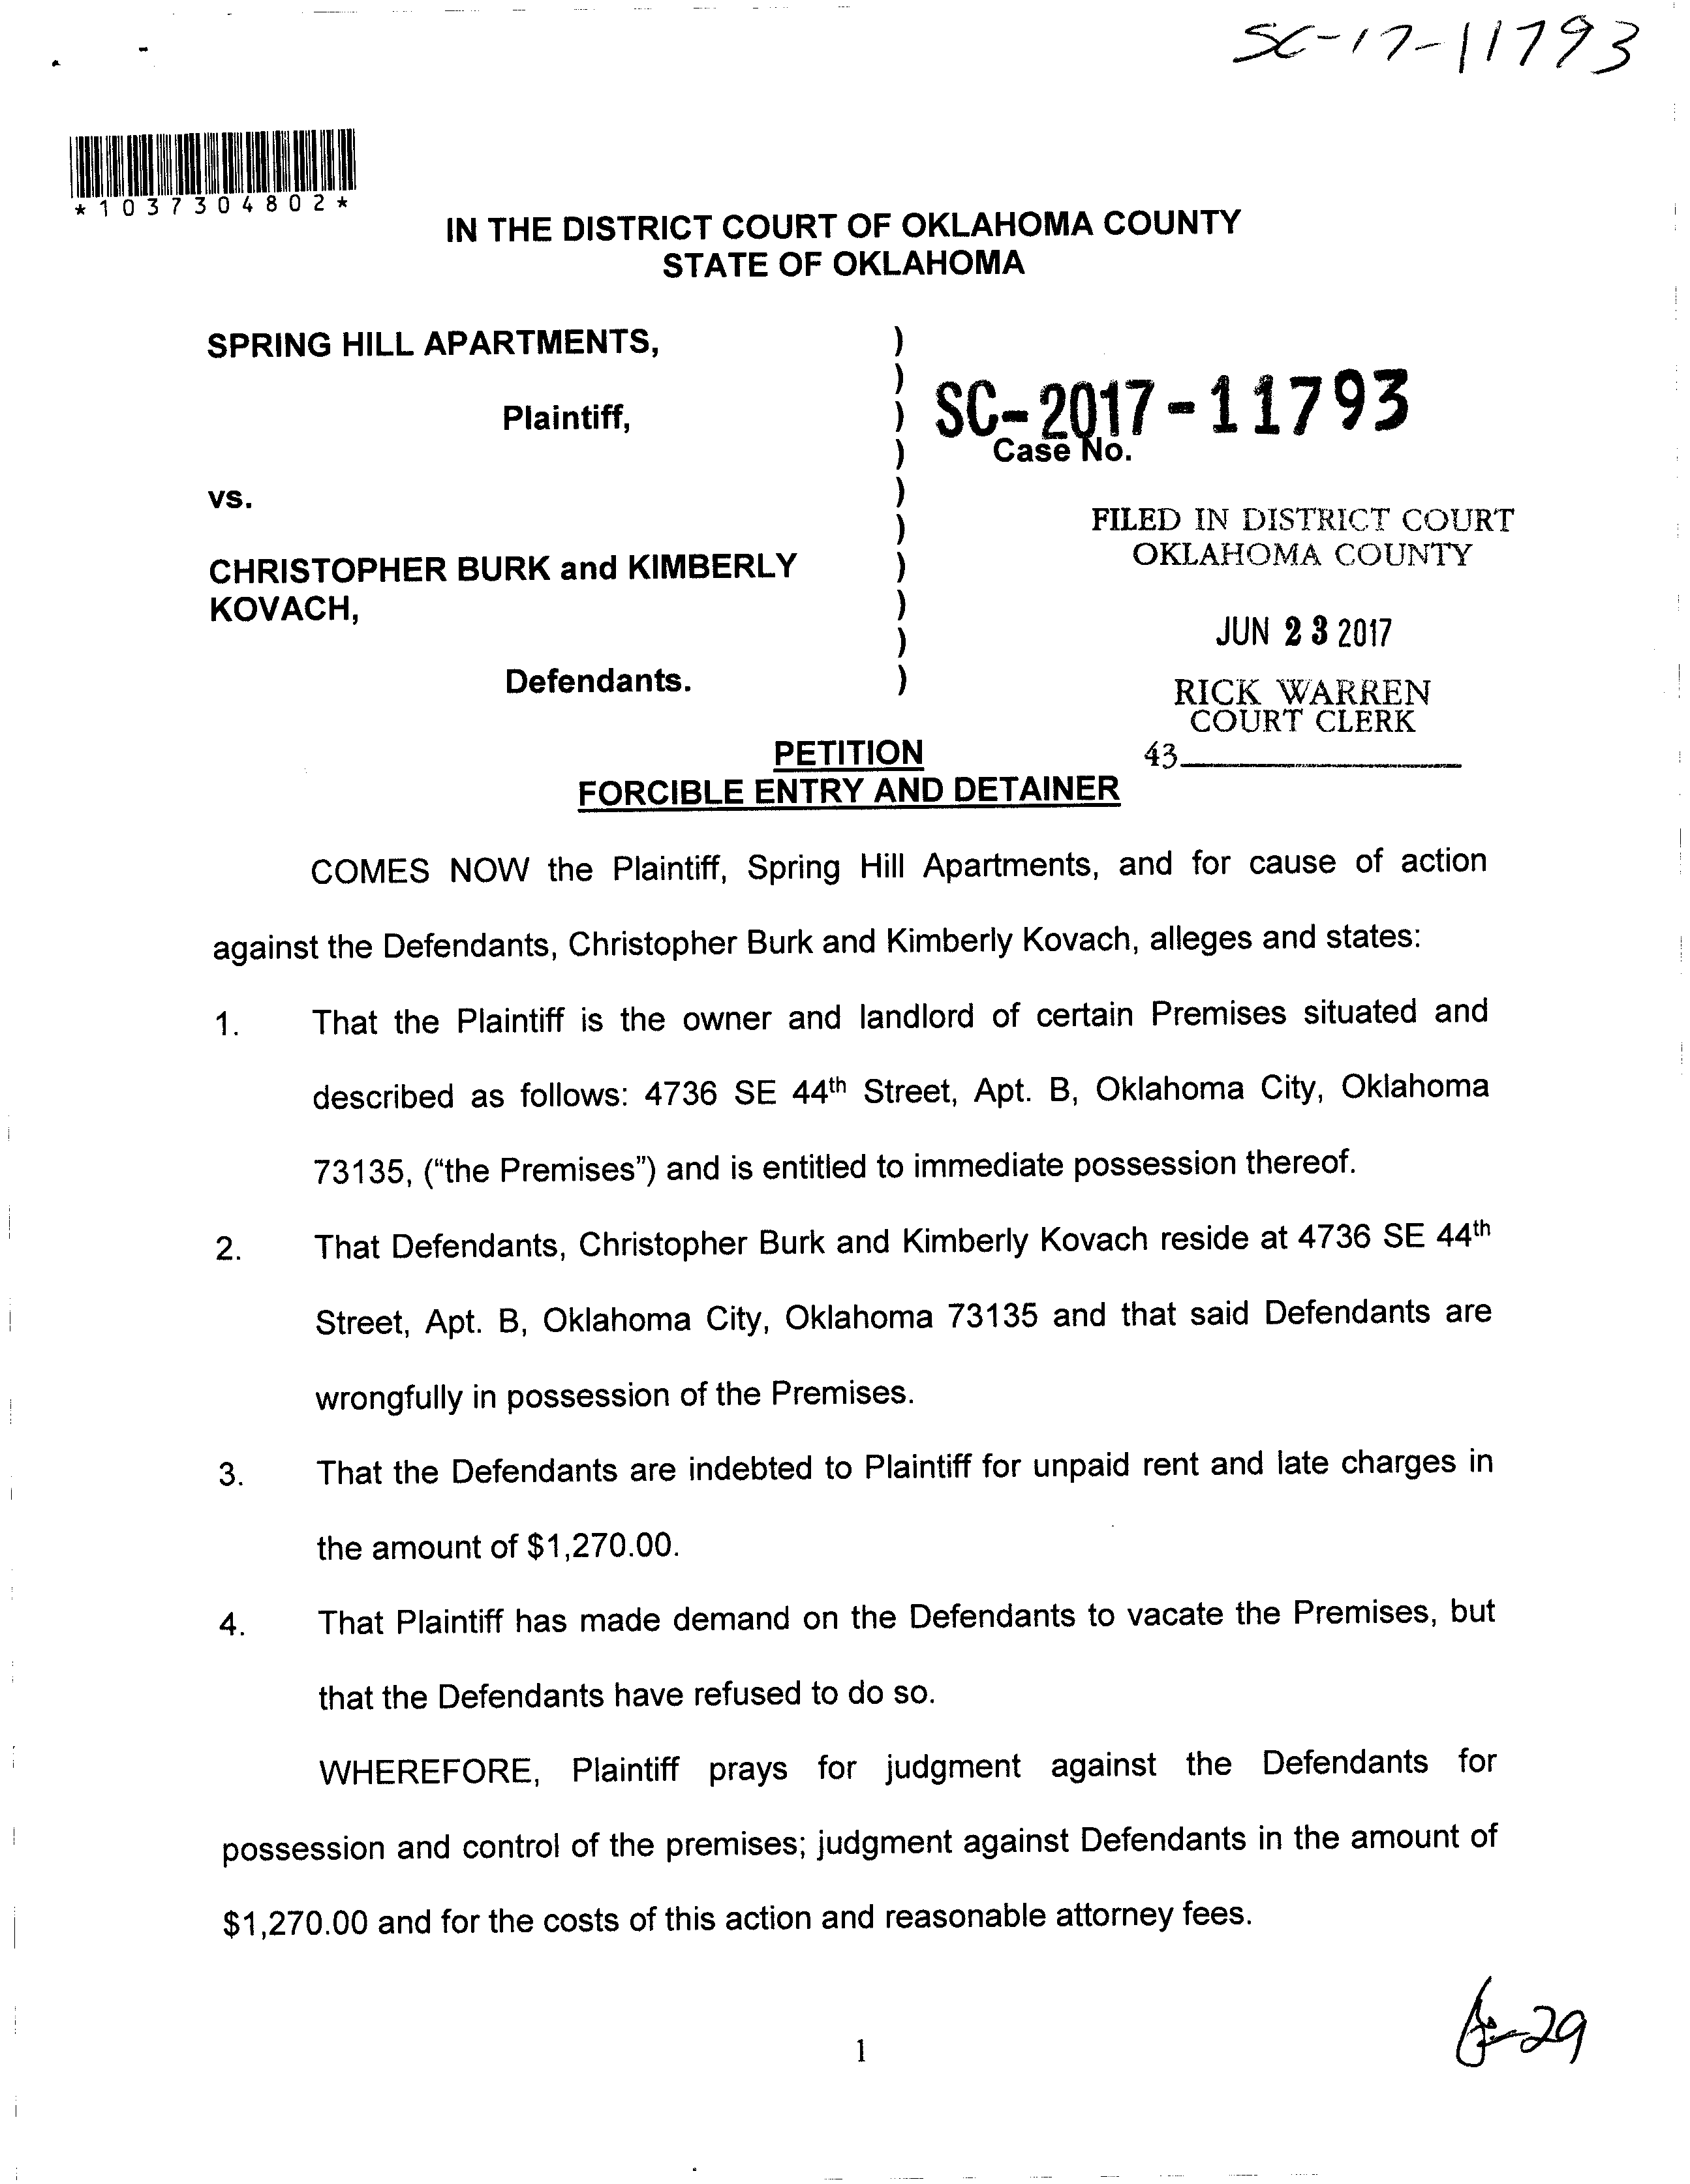 SC-17-11793
*1037304802*
IN THE DISTRICT COURT OF OKLAHOMA COUNTY
STATE OF OKLAHOMA
SPRING HILL APARTMENTS, )
)
Plaintiff, ) SC-2017-11793
) Case No.
vs. )
) FILED IN DISTRICT COURT
OKLAHOMA COUNTY
CHRISTOPHER BURK and KIMBERLY )
KOVACH, )
) JUN 23 2017
Defendants. ) RICK WARREN
COURT CLERK
PETITION 43
FORCIBLE ENTRY AND DETAINER
COMES NOW the Plaintiff, Spring Hill Apartments, and for cause of action
against the Defendants, Christopher Burk and Kimberly Kovach, alleges and states:
1. That the Plaintiff is the owner and landlord of certain Premises situated and
described as follows: 4736 SE 44th Street, Apt. B, Oklahoma City, Oklahoma
73135, (“the Premises”) and is entitled to immediate possession thereof.
2. That Defendants, Christopher Burk and Kimberly Kovach reside at 4736 SE 44th
Street, Apt. B, Oklahoma City, Oklahoma 73135 and that said Defendants are
wrongfully in possession of the Premises.
3. That the Defendants are indebted to Plaintiff for unpaid rent and late charges in
the amount of $1,270.00.
4. That Plaintiff has made demand on the Defendants to vacate the Premises, but
that the Defendants have refused to do so.
WHEREFORE, Plaintiff prays for judgment against the Defendants for
possession and control of the premises; judgment against Defendants in the amount of
$1,270.00 and for the costs of this action and reasonable attorney fees.
1